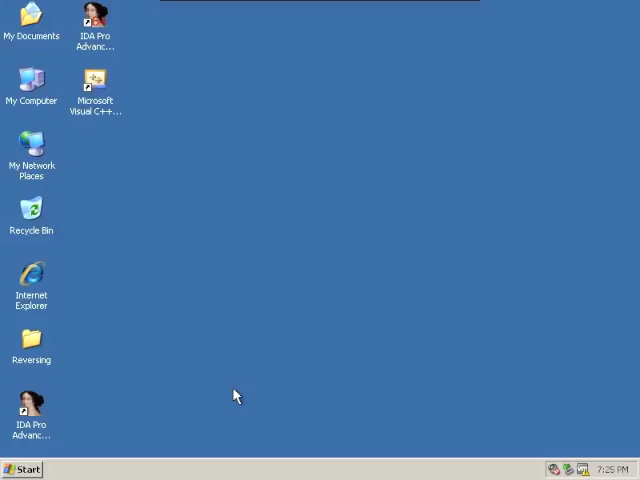 My Documents
IDA Pro
Advanc...
My Computer
Microsoft
Visual C++...
My Network
Places
Recycle Bin
Internet
Explorer
Reversing
IDA Pro
Advanc...
Start
7:25 PM